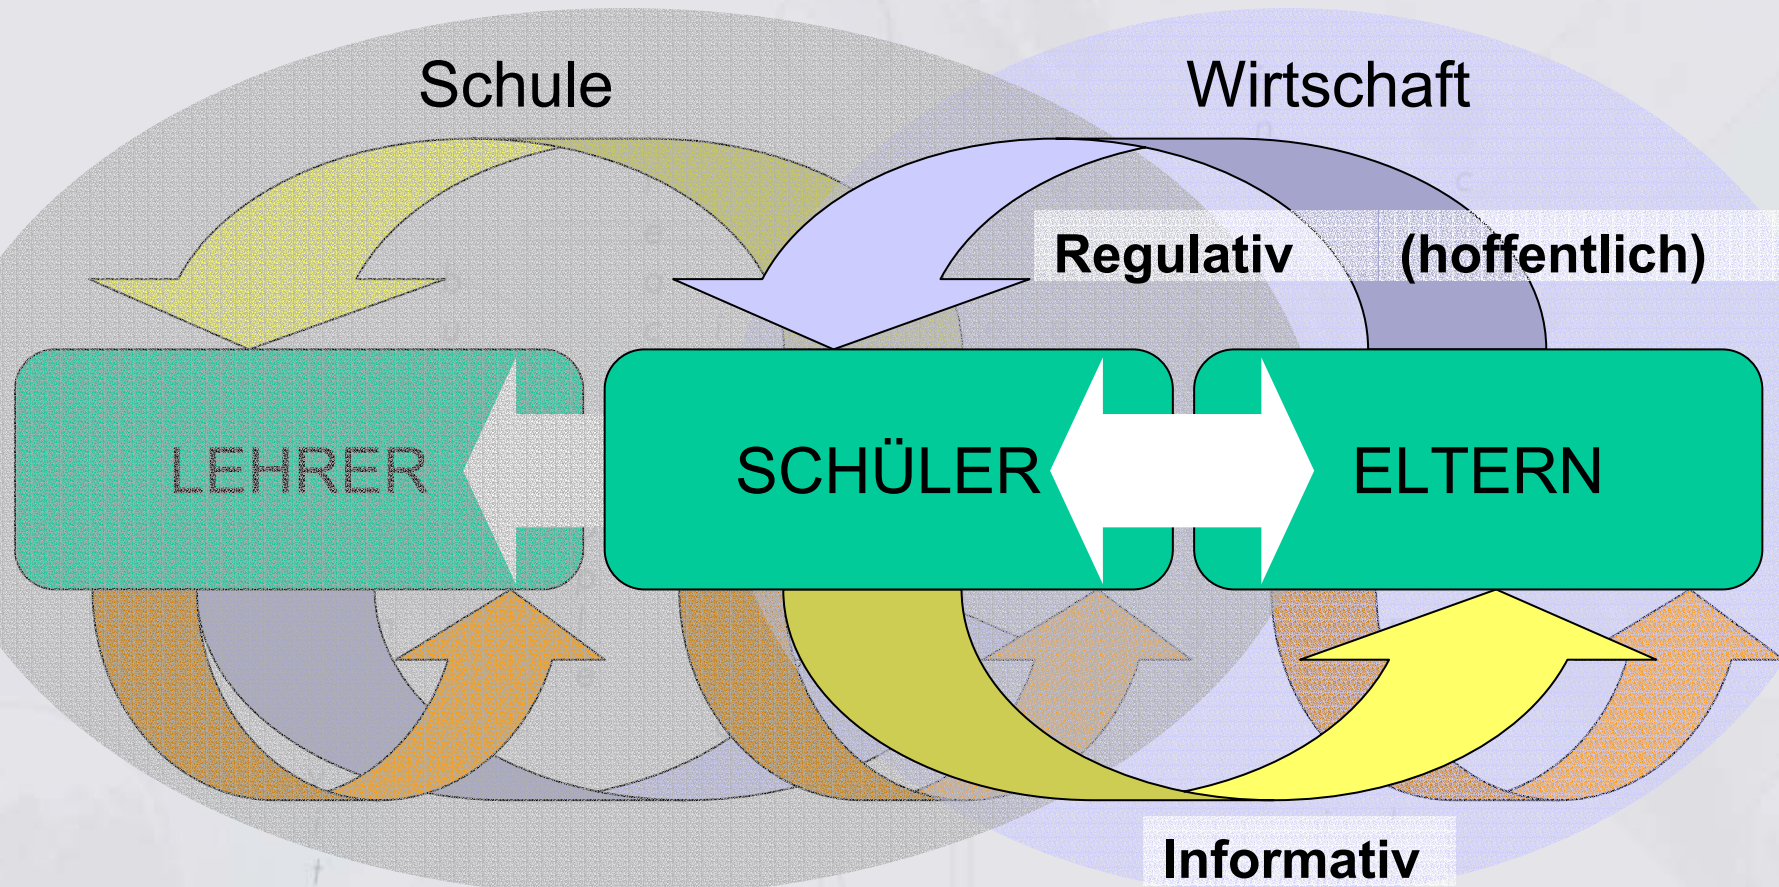 Schule Wirtschaft
Regulativ (hoffentlich)
LEHRER SCHÜLER ELTERN
Informativ